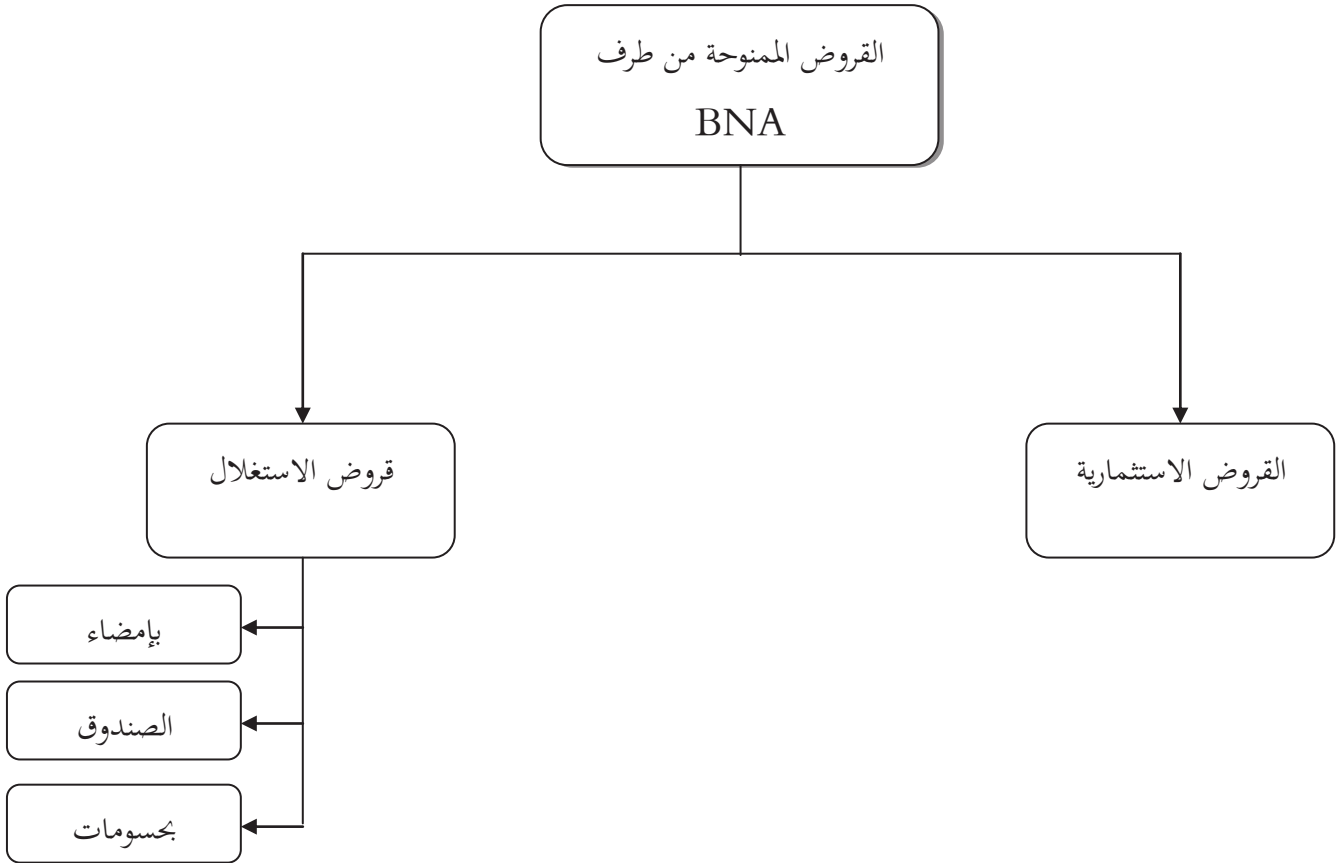 القروض الممنوحة من طرف
BNA
القروض الاستثمارية
قروض الاستغلال
بإمضاء
الصندوق
بحسومات